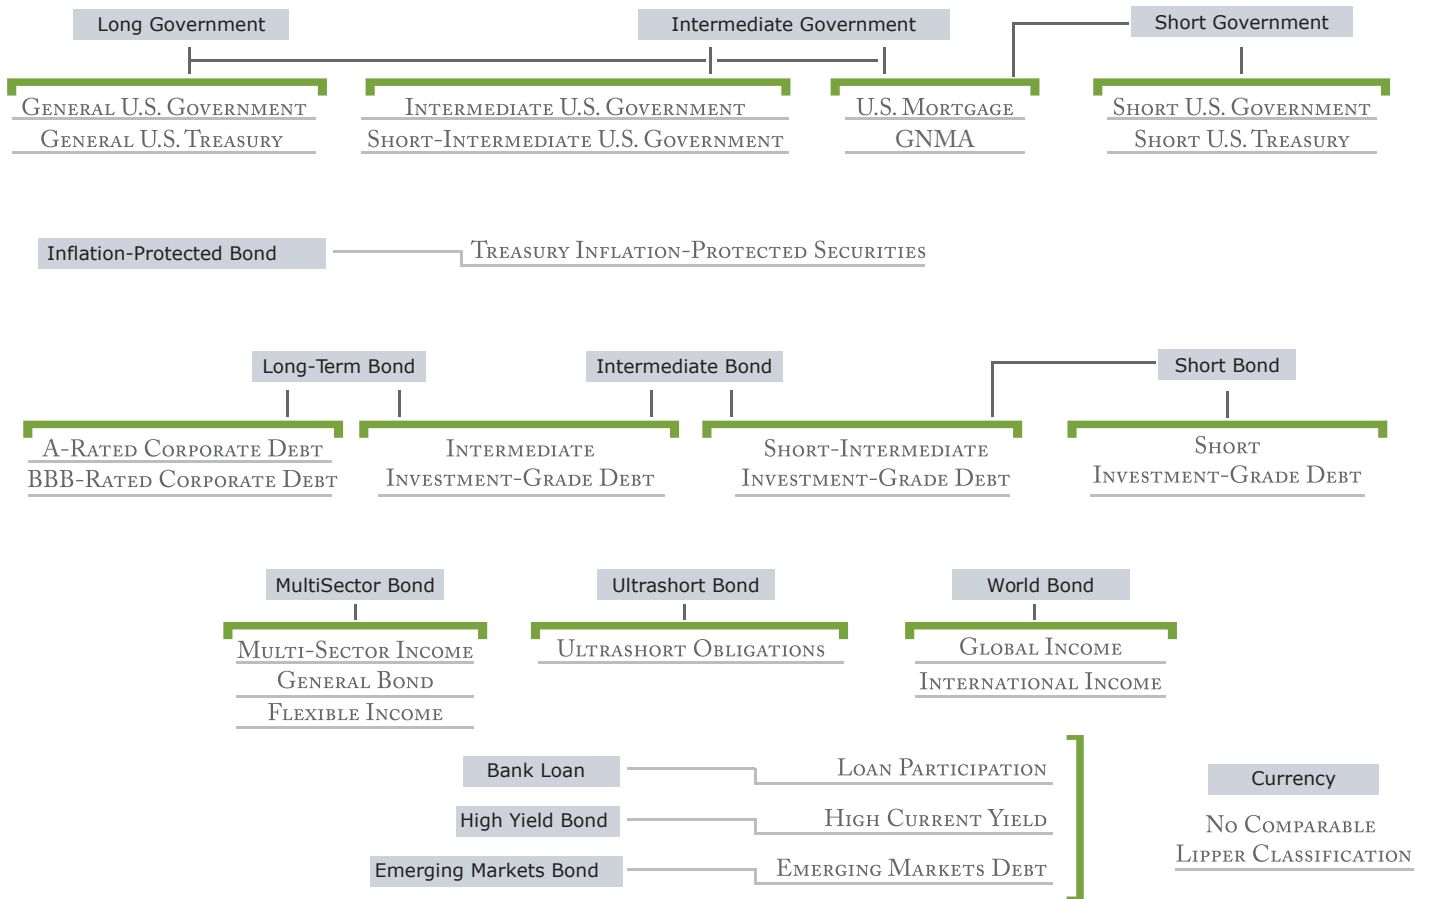 Long Government
Intermediate Government
Short Government
General U.S. Government
General U.S. Treasury
Intermediate U.S. Government
Short-Intermediate U.S. Government
U.S. Mortgage
GNMA
Short U.S. Government
Short U.S. Treasury
Inflation-Protected Bond
Treasury Inflation-Protected Securities
Long-Term Bond
Intermediate Bond
Short Bond
A-Rated Corporate Debt
BBB-Rated Corporate Debt
Intermediate
Investment-Grade Debt
Short-Intermediate
Investment-Grade Debt
Short
Investment-Grade Debt
MultiSector Bond
Ultrashort Bond
World Bond
Multi-Sector Income
General Bond
Flexible Income
Ultrashort Obligations
Global Income
International Income
Bank Loan
Loan Participation
High Yield Bond
High Current Yield
Emerging Markets Bond
Emerging Markets Debt
Currency
No Comparable
Lipper Classification